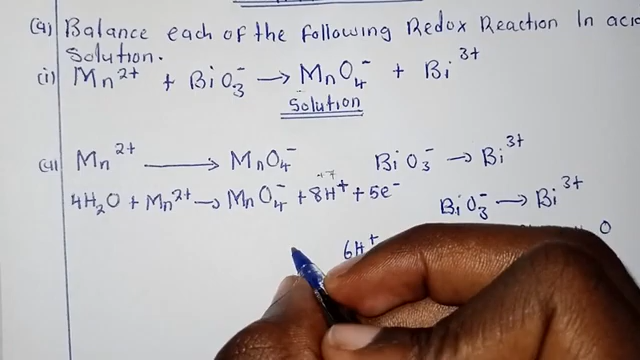 (a) Balance each of the following Redox Reaction In acid
Solution.
(i) Mn²⁺ + BiO₃⁻ → MnO₄⁻ + Bi³⁺
Solution
(a) Mn²⁺ → MnO₄⁻ BiO₃⁻ → Bi³⁺
4H₂O + Mn²⁺ → MnO₄⁻ + 8H⁺ + 5e⁻ BiO₃⁻ → Bi³⁺
6H⁺